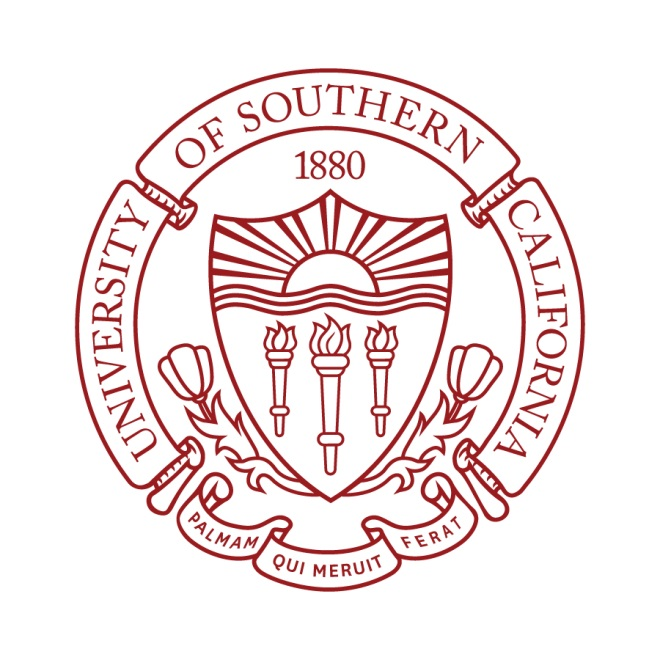 UNIVERSITY
OF SOUTHERN
CALIFORNIA
1880
PALMAM
QUI MERUIT
FERAT